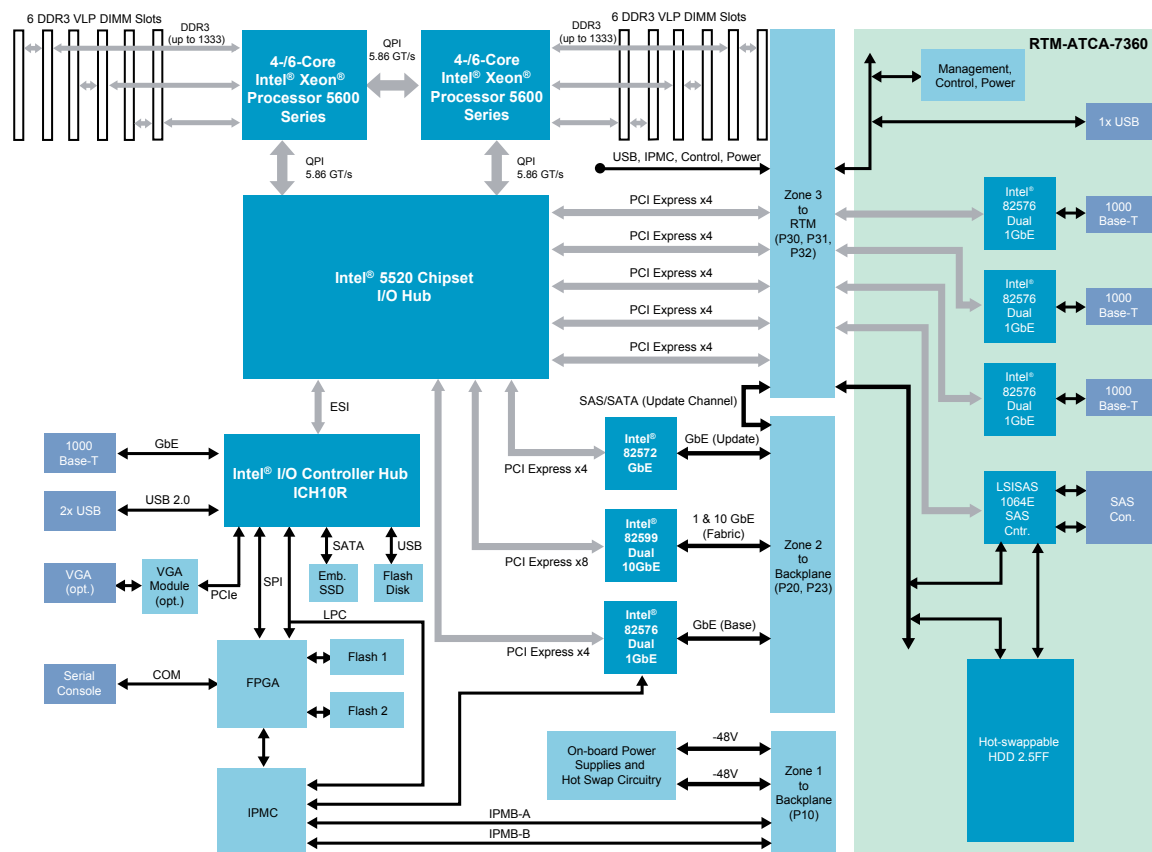 6 DDR3 VLP DIMM Slots
DDR3
(up to 1333)
QPI
5.86 GT/s
DDR3
(up to 1333)
6 DDR3 VLP DIMM Slots
4-/6-Core
Intel® Xeon®
Processor 5600
Series
4-/6-Core
Intel® Xeon®
Processor 5600
Series
QPI
5.86 GT/s
QPI
5.86 GT/s
USB, IPMC, Control, Power
Zone 3
to
RTM
(P30, P31,
P32)
RTM-ATCA-7360
Management,
Control, Power
1x USB
Intel®
82576
Dual
1GbE
1000
Base-T
Intel®
82576
Dual
1GbE
1000
Base-T
Intel®
82576
Dual
1GbE
1000
Base-T
LSISAS
1064E
SAS
Cntr.
SAS
Con.
Hot-swappable
HDD 2.5FF
Intel® 5520 Chipset
I/O Hub
PCI Express x4
PCI Express x4
PCI Express x4
PCI Express x4
PCI Express x4
ESI
SAS/SATA (Update Channel)
1000
Base-T
GbE
2x USB
USB 2.0
Intel® I/O Controller Hub
ICH10R
PCI Express x4
Intel®
82572
GbE
GbE (Update)
PCI Express x8
Intel®
82599
Dual
10GbE
1 & 10 GbE
(Fabric)
PCI Express x4
Intel®
82576
Dual
1GbE
GbE (Base)
Zone 2
to
Backplane
(P20, P23)
VGA
(opt.)
VGA
Module
(opt.)
PCIe
SPI
SATA
USB
Emb.
SSD
Flash
Disk
LPC
Serial
Console
COM
FPGA
Flash 1
Flash 2
IPMC
On-board Power
Supplies and
Hot Swap Circuitry
-48V
-48V
Zone 1
to
Backplane
(P10)
IPMB-A
IPMB-B